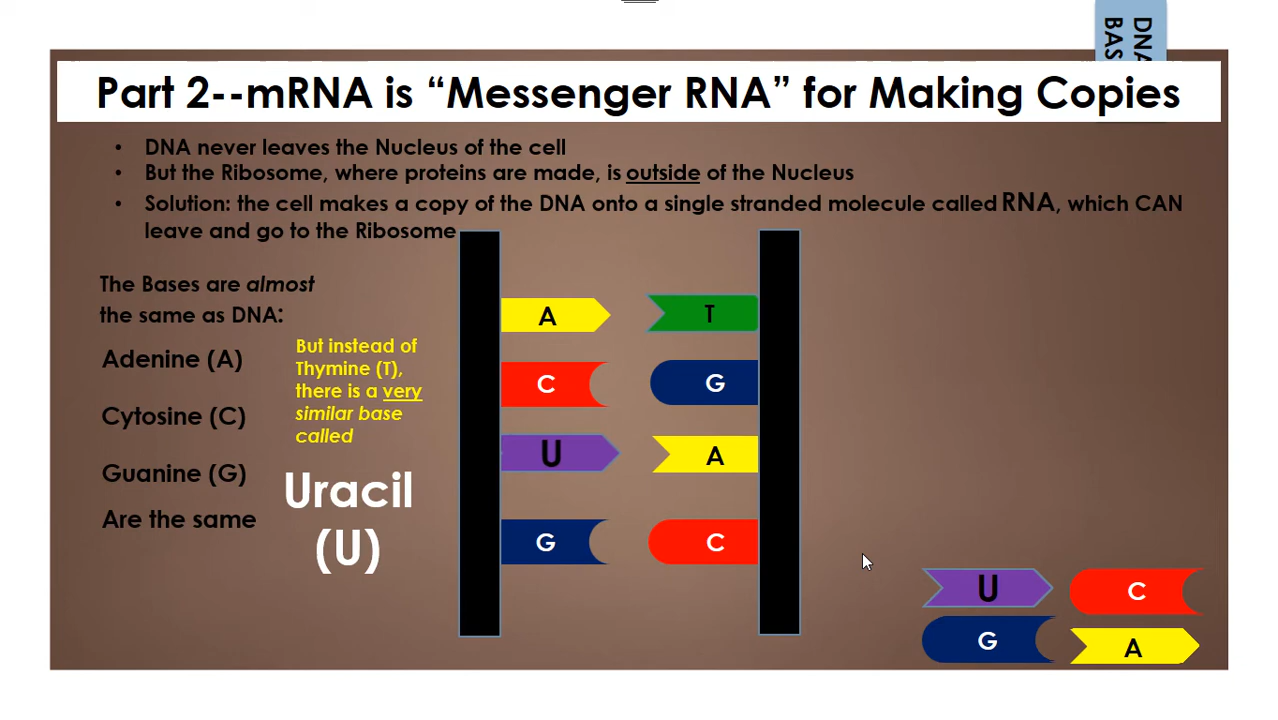 DNA
BAS
Part 2--mRNA is “Messenger RNA” for Making Copies
• DNA never leaves the Nucleus of the cell
• But the Ribosome, where proteins are made, is outside of the Nucleus
• Solution: the cell makes a copy of the DNA onto a single stranded molecule called RNA, which CAN
leave and go to the Ribosome
The Bases are almost
the same as DNA:
Adenine (A)
Cytosine (C)
Guanine (G)
Are the same
But instead of
Thymine (T),
there is a very
similar base
called
Uracil
(U)
A T
C G
U A
G C
U C
G A